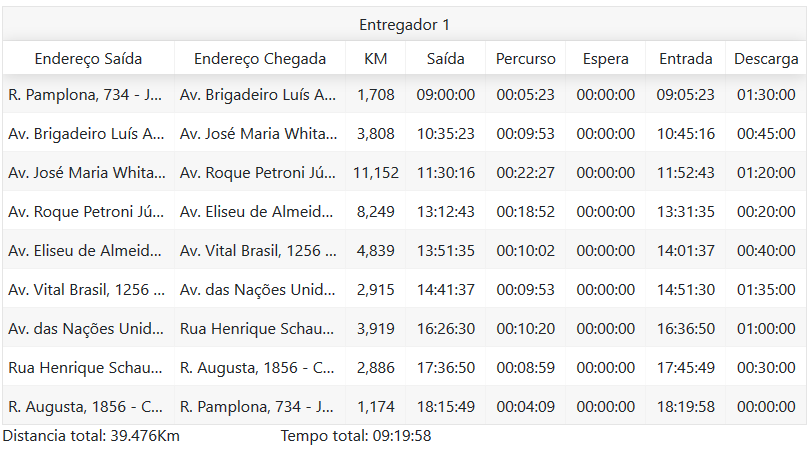 Entregador 1
Endereço Saída Endereço Chegada KM Saída Percurso Espera Entrada Descarga
R. Pamplona, 734 - J... Av. Brigadeiro Luís A... 1,708 09:00:00 00:05:23 00:00:00 09:05:23 01:30:00
Av. Brigadeiro Luís A... Av. José Maria Whita... 3,808 10:35:23 00:09:53 00:00:00 10:45:16 00:45:00
Av. José Maria Whita... Av. Roque Petroni Jú... 11,152 11:30:16 00:22:27 00:00:00 11:52:43 01:20:00
Av. Roque Petroni Jú... Av. Eliseu de Almeid... 8,249 13:12:43 00:18:52 00:00:00 13:31:35 00:20:00
Av. Eliseu de Almeid... Av. Vital Brasil, 1256 ... 4,839 13:51:35 00:10:02 00:00:00 14:01:37 00:40:00
Av. Vital Brasil, 1256 ... Av. das Nações Unid... 2,915 14:41:37 00:09:53 00:00:00 14:51:30 01:35:00
Av. das Nações Unid... Rua Henrique Schau... 3,919 16:26:30 00:10:20 00:00:00 16:36:50 01:00:00
Rua Henrique Schau... R. Augusta, 1856 - C... 2,886 17:36:50 00:08:59 00:00:00 17:45:49 00:30:00
R. Augusta, 1856 - C... R. Pamplona, 734 - J... 1,174 18:15:49 00:04:09 00:00:00 18:19:58 00:00:00
Distancia total: 39.476Km Tempo total: 09:19:58